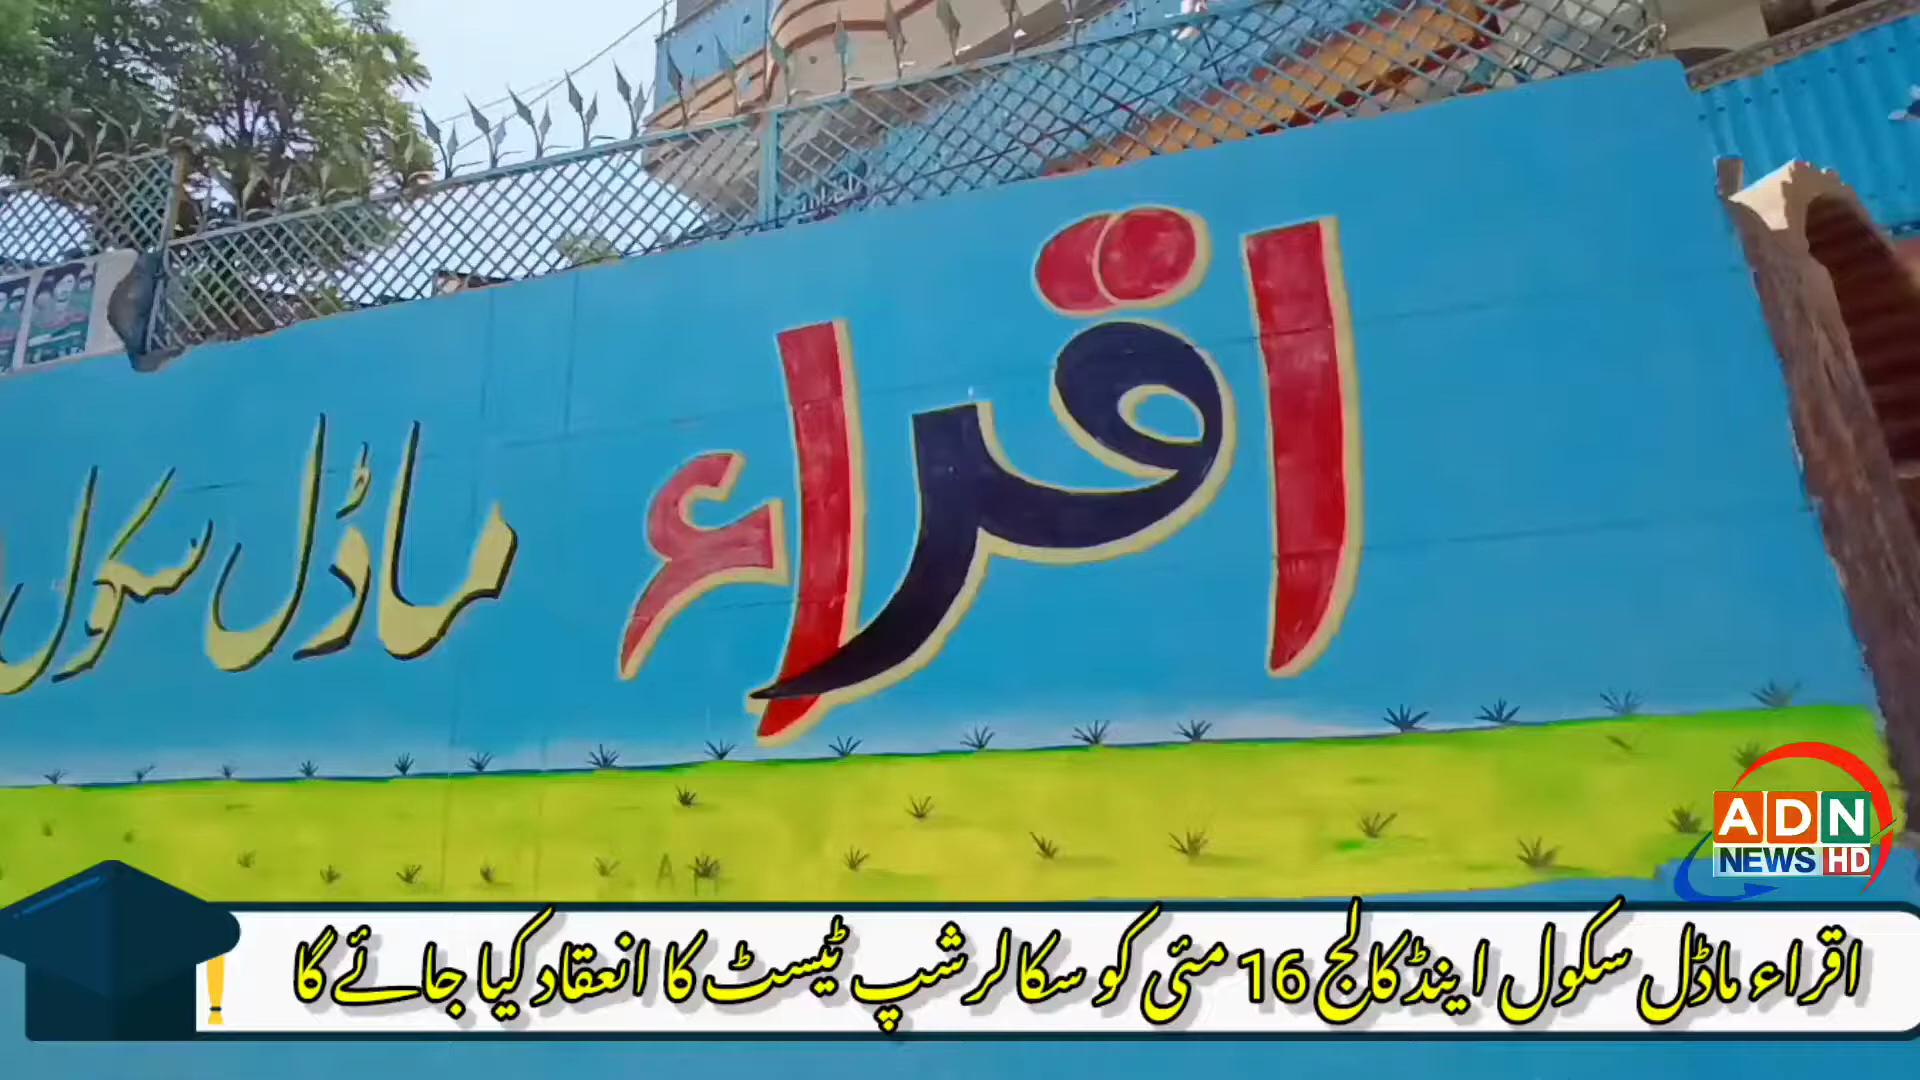 اقراء ماڈل سکول
ADN
NEWS HD
اقراء ماڈل سکول اینڈ کالج 16 مئی کو سکالرشپ ٹیسٹ کا انعقاد کیا جائے گا